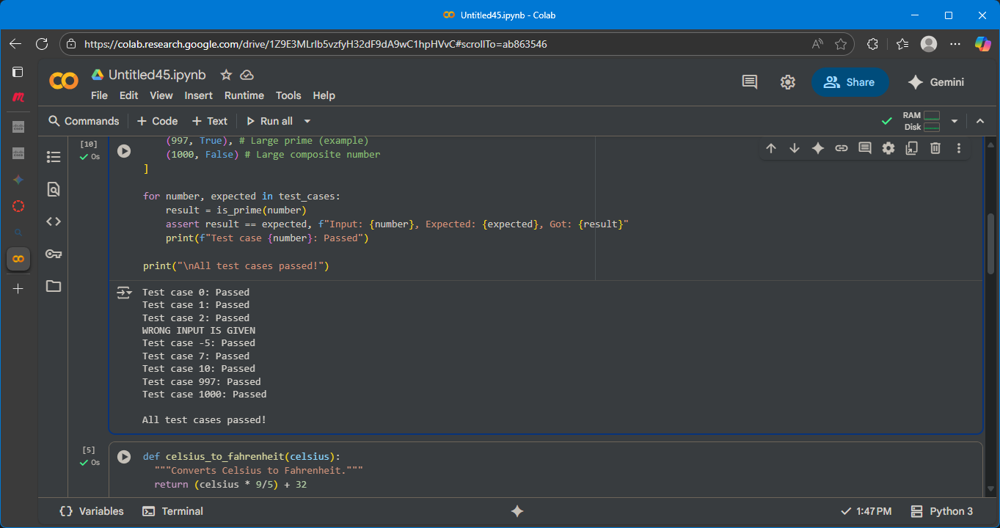 Untitled45.ipynb - Colab
https://colab.research.google.com/drive/1Z9E3MLrlb5vzfyH32dF9dA9wC1hpHVvC#scrollTo=ab863546
Untitled45.ipynb
File Edit View Insert Runtime Tools Help
Share
Gemini
Commands + Code + Text Run all
RAM
Disk
[10]
0s
(997, True), # Large prime (example)
(1000, False) # Large composite number
]
for number, expected in test_cases:
result = is_prime(number)
assert result == expected, f"Input: {number}, Expected: {expected}, Got: {result}"
print(f"Test case {number}: Passed")
print("\nAll test cases passed!")
Test case 0: Passed
Test case 1: Passed
Test case 2: Passed
WRONG INPUT IS GIVEN
Test case -5: Passed
Test case 7: Passed
Test case 10: Passed
Test case 997: Passed
Test case 1000: Passed
All test cases passed!
[5]
0s
def celsius_to_fahrenheit(celsius):
"""Converts Celsius to Fahrenheit."""
return (celsius * 9/5) + 32
{} Variables Terminal
1:47 PM Python 3